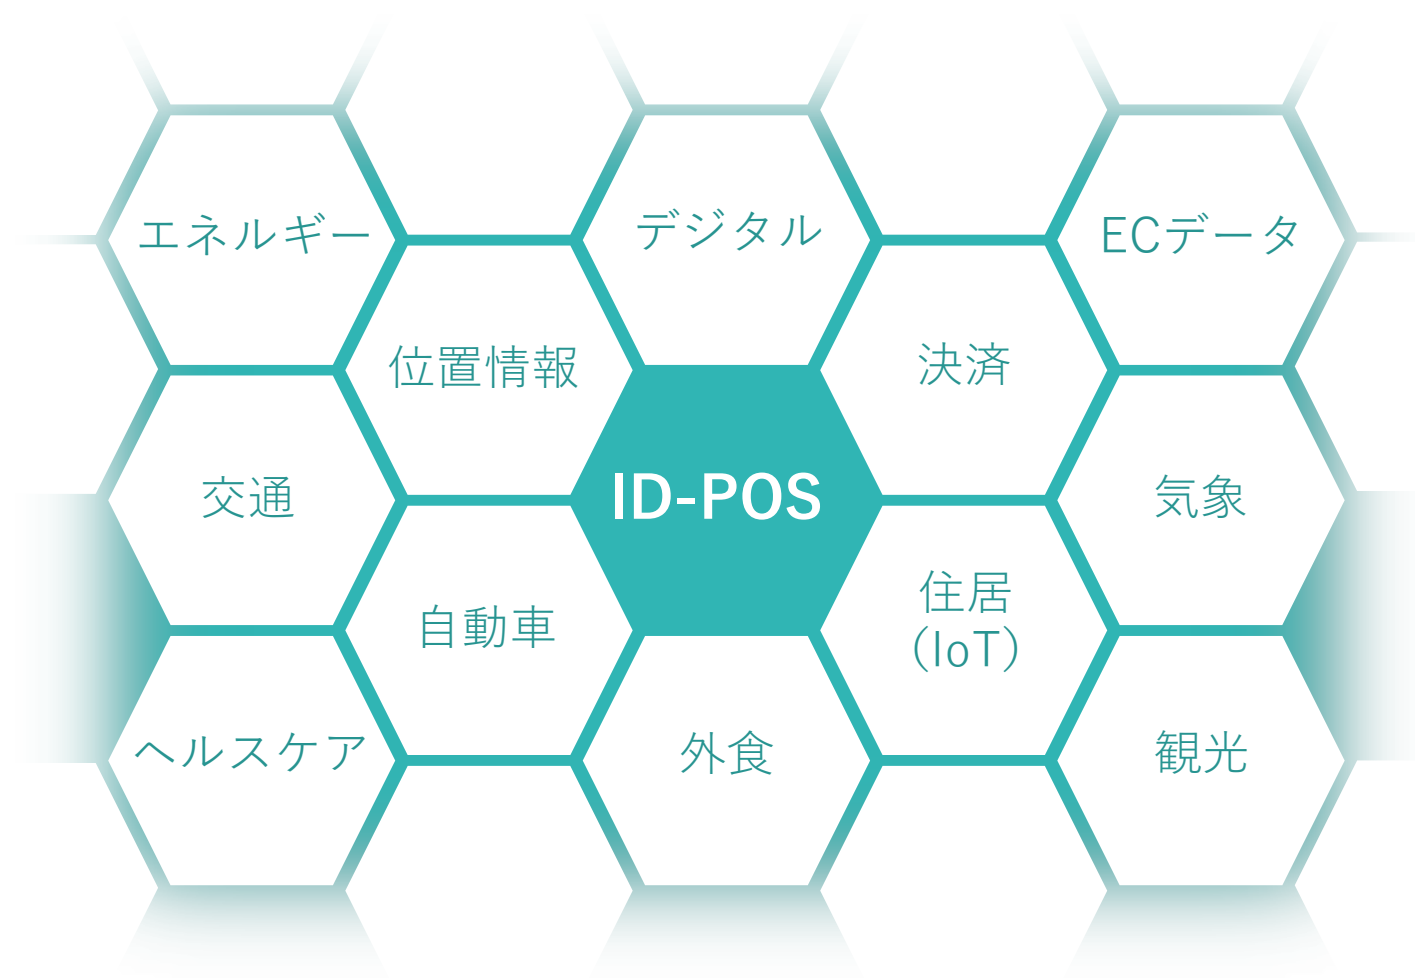 エネルギー
デジタル
ECデータ
位置情報
決済
交通
ID-POS
気象
自動車
住居
(IoT)
ヘルスケア
外食
観光